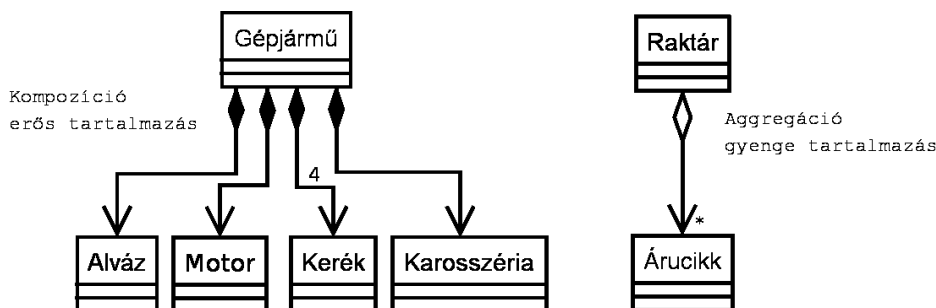 Gépjármű
Raktár
Kompozíció
erős tartalmazás
Aggregáció
gyenge tartalmazás
4
*
Alváz
Motor
Kerék
Karosszéria
Árucikk